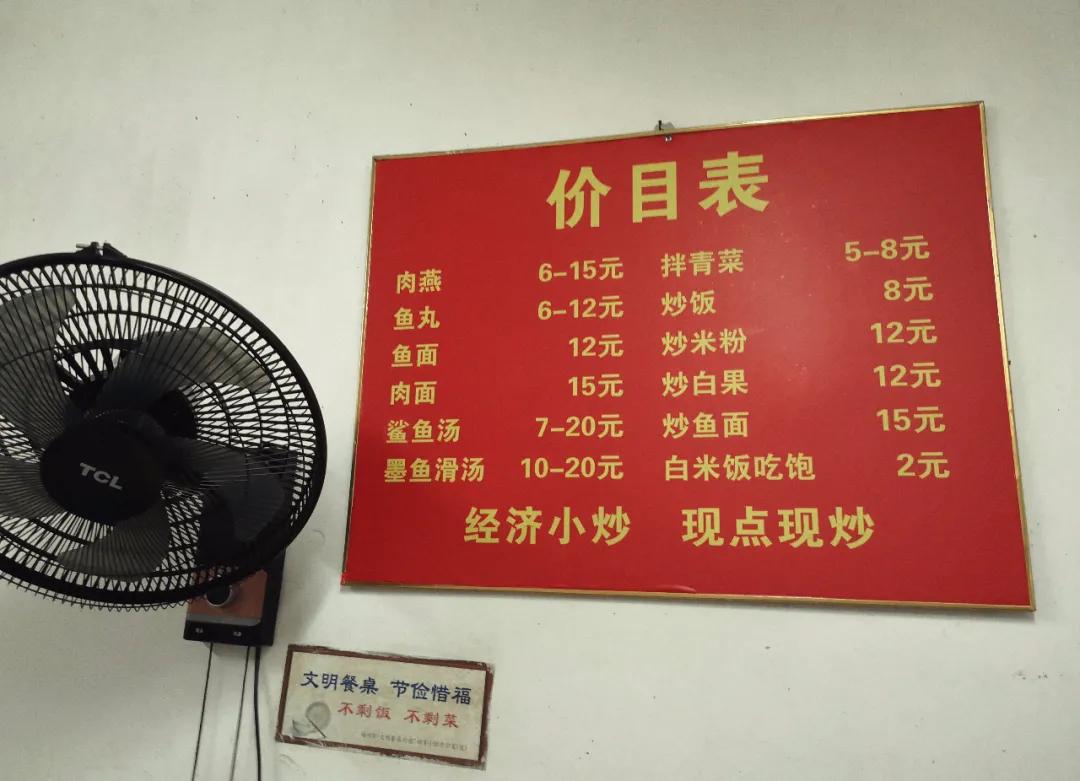 价目表
肉燕 6-15元
鱼丸 6-12元
鱼面 12元
肉面 15元
鲨鱼汤 7-20元
墨鱼滑汤 10-20元
拌青菜 5-8元
炒饭 8元
炒米粉 12元
炒白果 12元
炒鱼面 15元
白米饭吃饱 2元
经济小炒 现点现炒
TCL
文明餐桌 节俭惜福
不剩饭 不剩菜